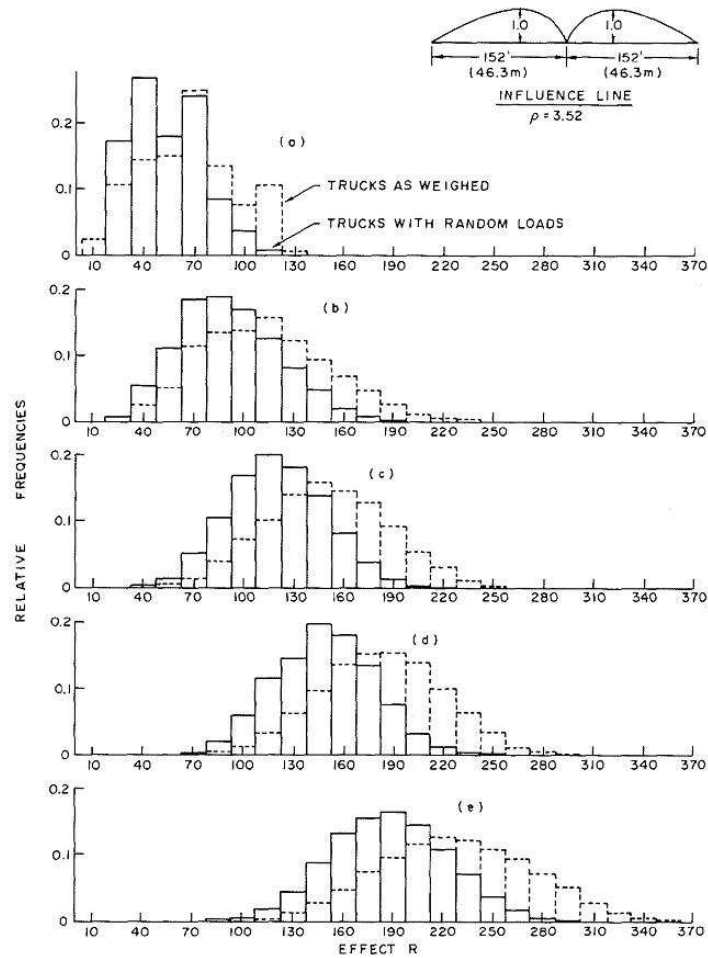 1.0 1.0
152' 152'
(46.3m) (46.3m)
INFLUENCE LINE
ρ = 3.52
(a)
TRUCKS AS WEIGHED
TRUCKS WITH RANDOM LOADS
0.2
0.1
0
10 40 70 100 130 160 190 220 250 280 310 340 370
(b)
0.2
0.1
0
10 40 70 100 130 160 190 220 250 280 310 340 370
(c)
0.2
0.1
0
10 40 70 100 130 160 190 220 250 280 310 340 370
(d)
0.2
0.1
0
10 40 70 100 130 160 190 220 250 280 310 340 370
(e)
0.2
0.1
0
10 40 70 100 130 160 190 220 250 280 310 340 370
EFFECT R
RELATIVE FREQUENCIES